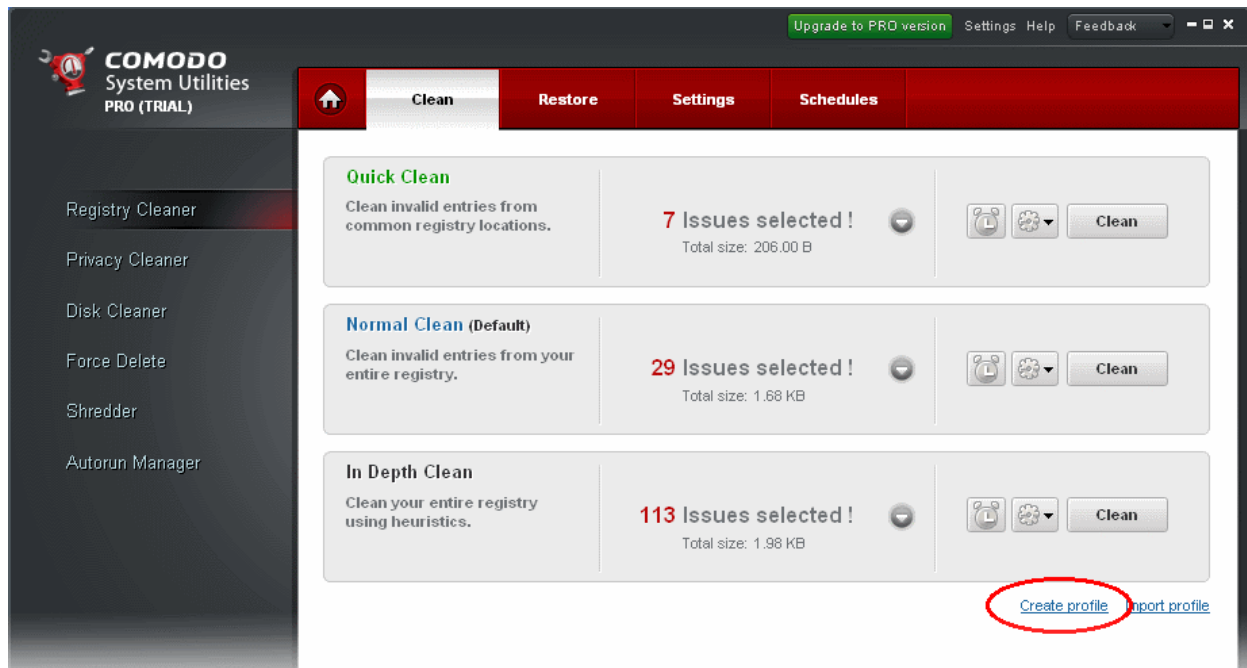 Upgrade to PRO version Settings Help Feedback
COMODO
System Utilities
PRO (TRIAL)
Clean Restore Settings Schedules
Registry Cleaner
Privacy Cleaner
Disk Cleaner
Force Delete
Shredder
Autorun Manager
Quick Clean
Clean invalid entries from
common registry locations.
7 Issues selected !
Total size: 206.00 B
Clean
Normal Clean (Default)
Clean invalid entries from your
entire registry.
29 Issues selected !
Total size: 1.68 KB
Clean
In Depth Clean
Clean your entire registry
using heuristics.
113 Issues selected !
Total size: 1.98 KB
Clean
Create profile Import profile